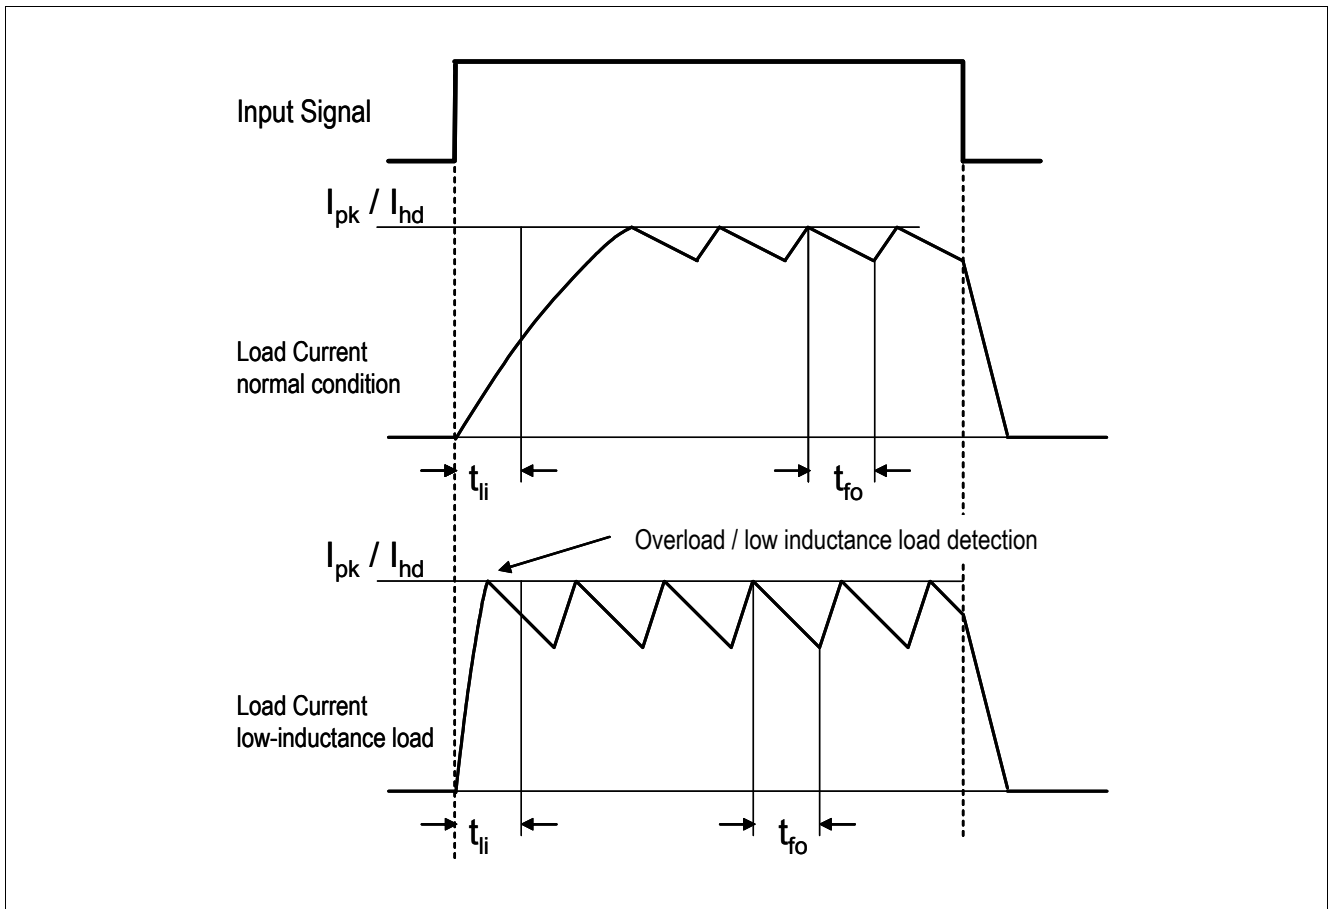 Input Signal
Ipk / Ihd
Load Current
normal condition
tli
tfo
Overload / low inductance load detection
Ipk / Ihd
Load Current
low-inductance load
tli
tfo